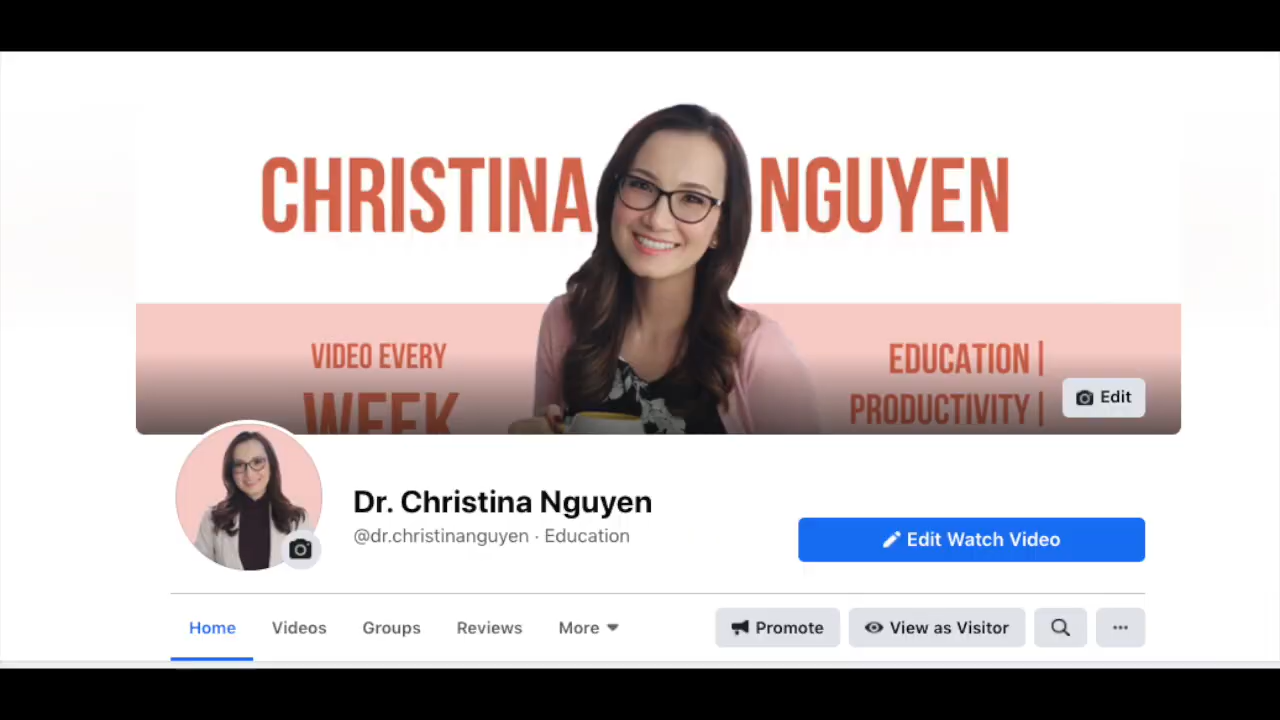 CHRISTINA NGUYEN
VIDEO EVERY
WEEK
EDUCATION |
PRODUCTIVITY |
Edit
Dr. Christina Nguyen
@dr.christinanguyen · Education
Edit Watch Video
Home Videos Groups Reviews More Promote View as Visitor